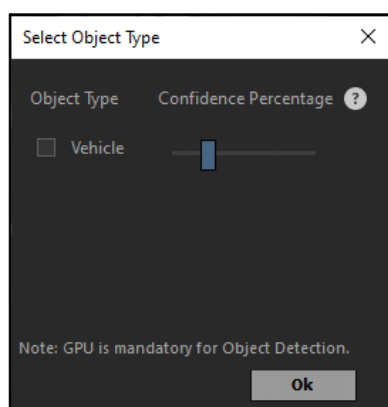 Select Object Type
Object Type Confidence Percentage ?
Vehicle
Note: GPU is mandatory for Object Detection.
Ok